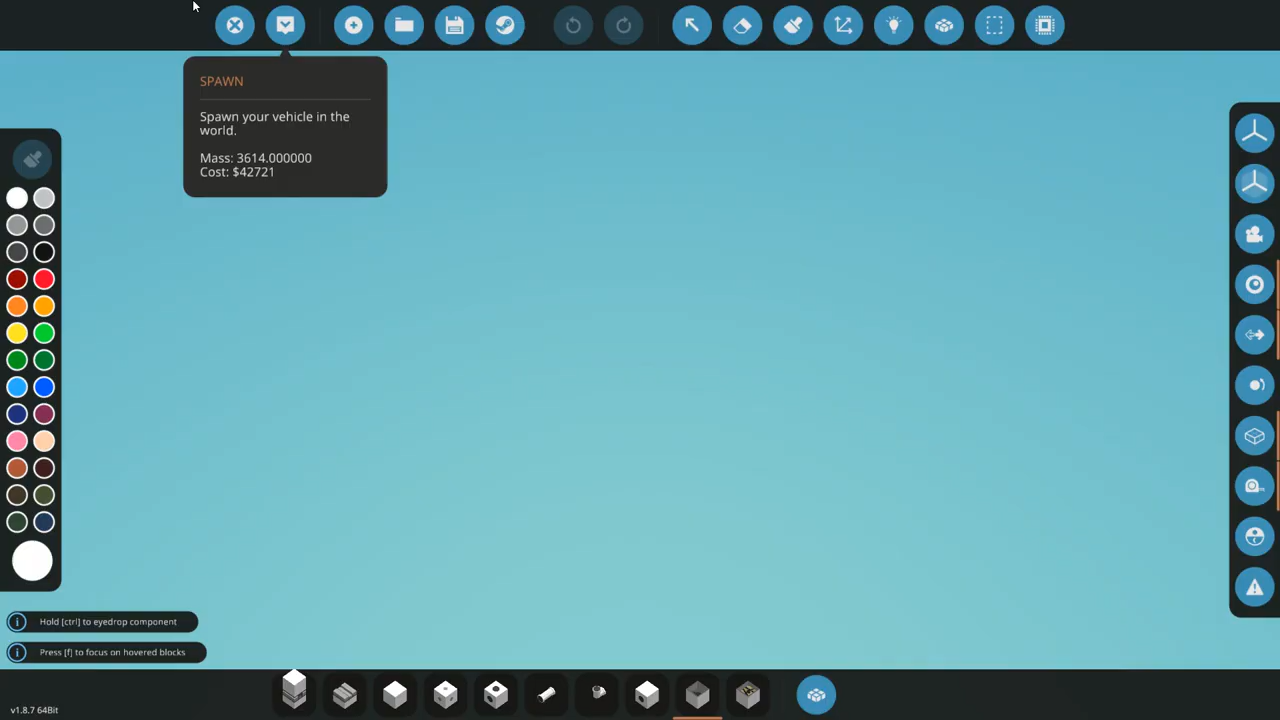 SPAWN
Spawn your vehicle in the
world.
Mass: 3614.000000
Cost: $42721
Hold [ctrl] to eyedrop component
Press [f] to focus on hovered blocks
v1.8.7 64Bit